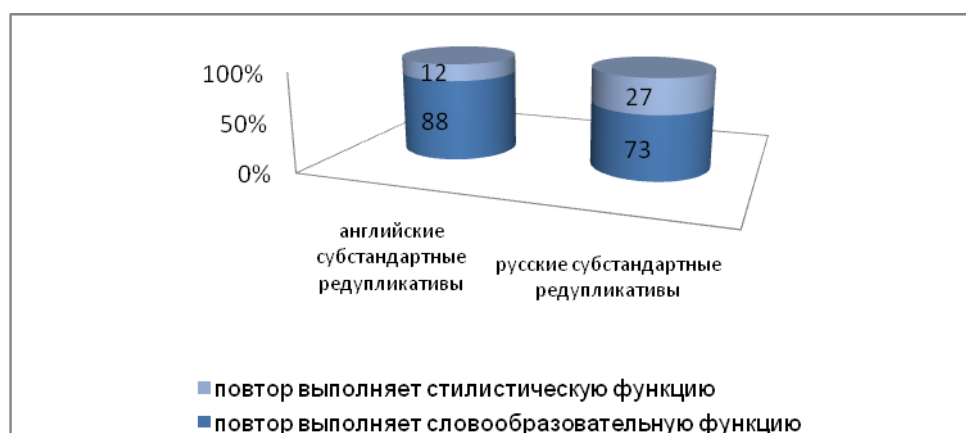 100%
50%
0%
12
88
27
73
английские
субстандартные
редупликативы
русские субстандартные
редупликативы
повтор выполняет стилистическую функцию
повтор выполняет словообразовательную функцию